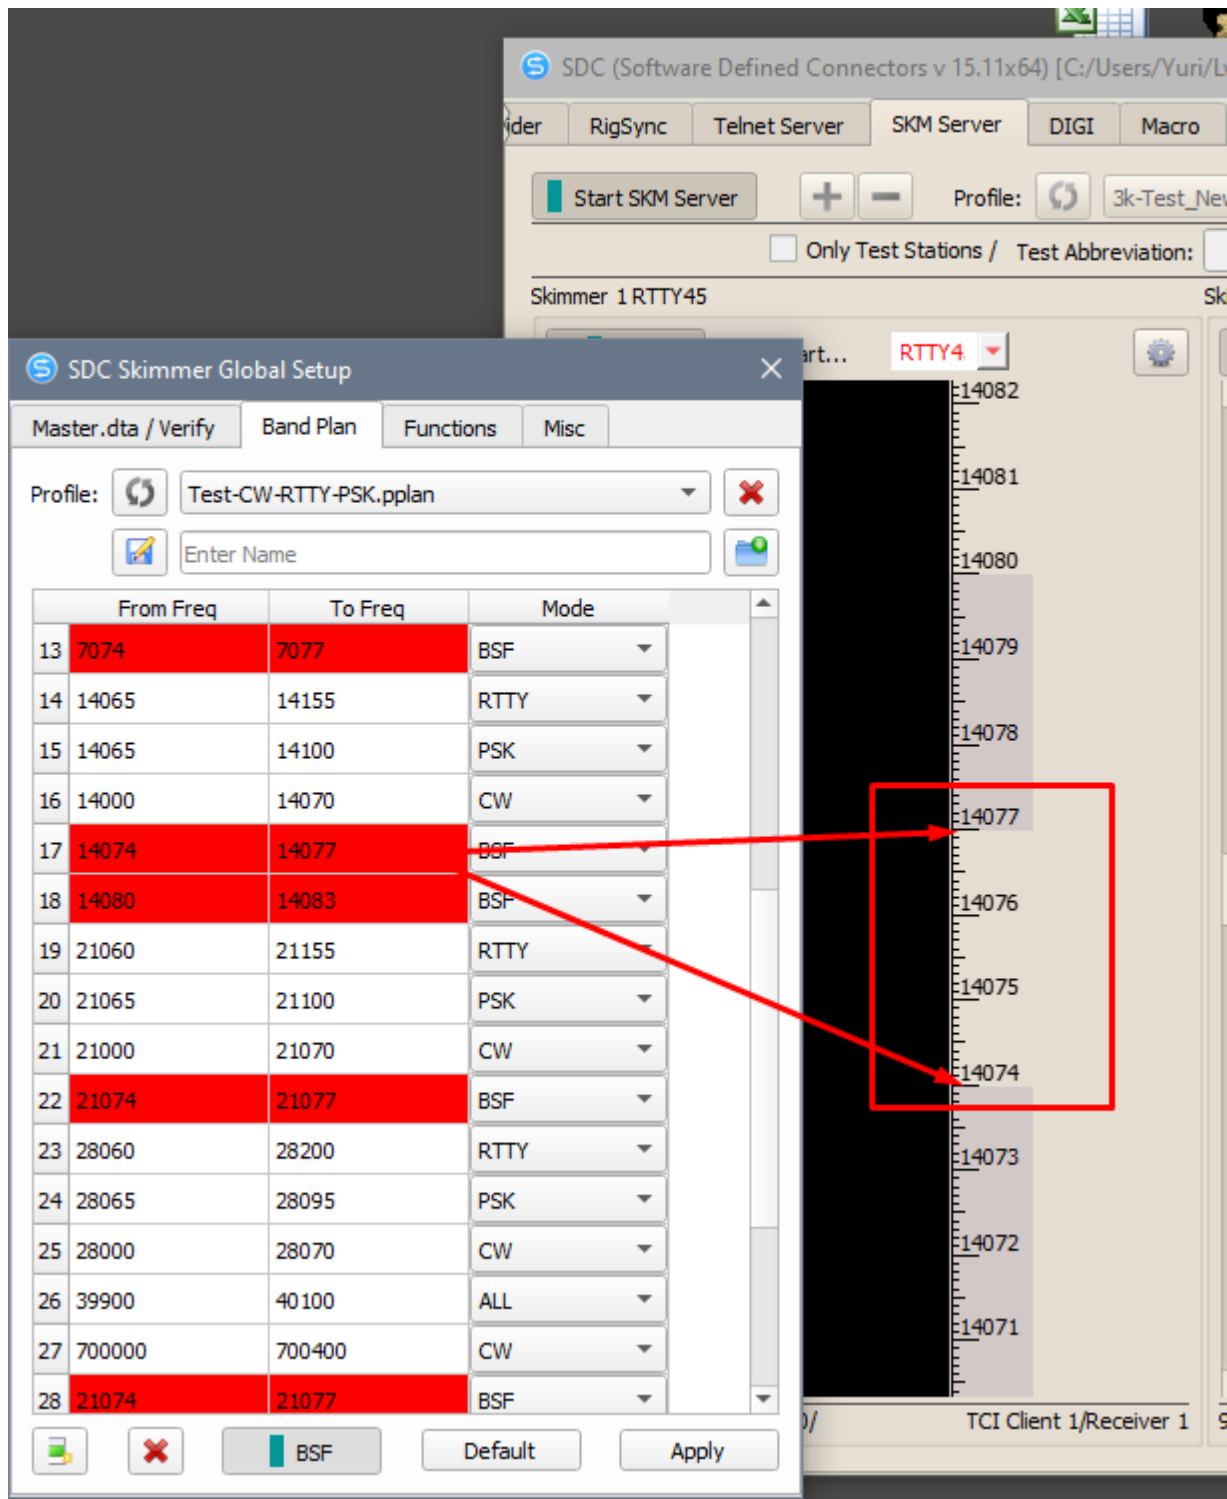 SDC (Software Defined Connectors v 15.11x64) [C:/Users/Yuri/
RigSync Telnet Server SKM Server DIGI Macro
Start SKM Server Profile: 3k-Test_New
Only Test Stations / Test Abbreviation:
Skimmer 1 RTTY45
RTTY4
SDC Skimmer Global Setup
Master.dta / Verify Band Plan Functions Misc
Profile: Test-CW-RTTY-PSK.pplan
Enter Name
From Freq To Freq Mode
13 7074 7077 BSF
14 14065 14155 RTTY
15 14065 14100 PSK
16 14000 14070 CW
17 14074 14077 BSF
18 14080 14083 BSF
19 21060 21155 RTTY
20 21065 21100 PSK
21 21000 21070 CW
22 21074 21077 BSF
23 28060 28200 RTTY
24 28065 28095 PSK
25 28000 28070 CW
26 39900 40100 ALL
27 700000 700400 CW
28 21074 21077 BSF
BSF Default Apply
14082
14081
14080
14079
14078
14077
14076
14075
14074
14073
14072
14071
TCI Client 1/Receiver 1